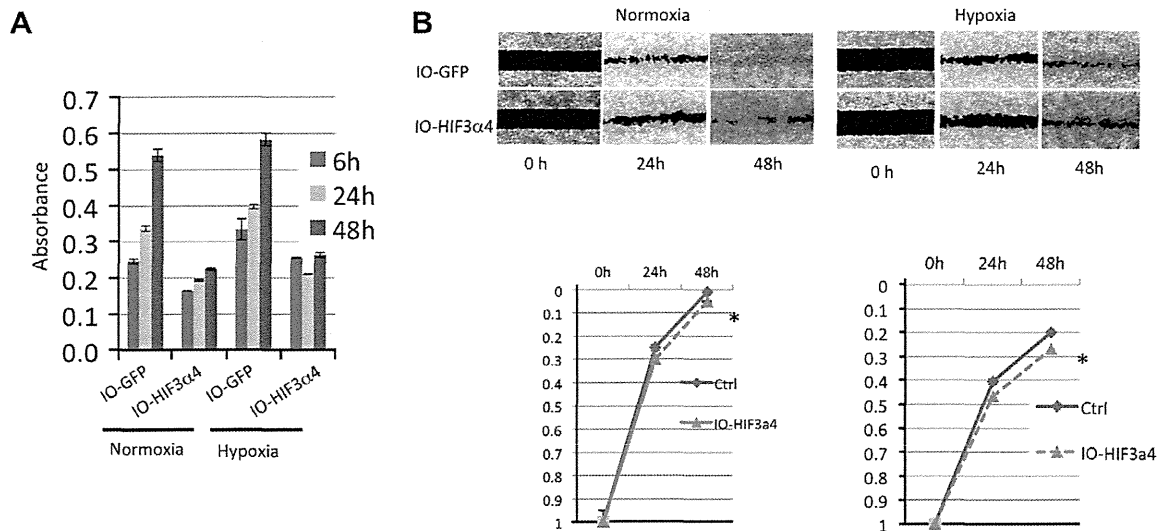 A
0.7
0.6
0.5
0.4
0.3
0.2
0.1
0.0
Absorbance
6h
24h
48h
IO-GFP
IO-HIF3α4
IO-GFP
IO-HIF3α4
Normoxia
Hypoxia
B
Normoxia
Hypoxia
IO-GFP
IO-HIF3α4
0 h
24h
48h
0 h
24h
48h
0h
24h
48h
0
0.1
0.2
0.3
0.4
0.5
0.6
0.7
0.8
0.9
1
*
Ctrl
IO-HIF3a4
0h
24h
48h
0
0.1
0.2
0.3
0.4
0.5
0.6
0.7
0.8
0.9
1
*
Ctrl
IO-HIF3a4